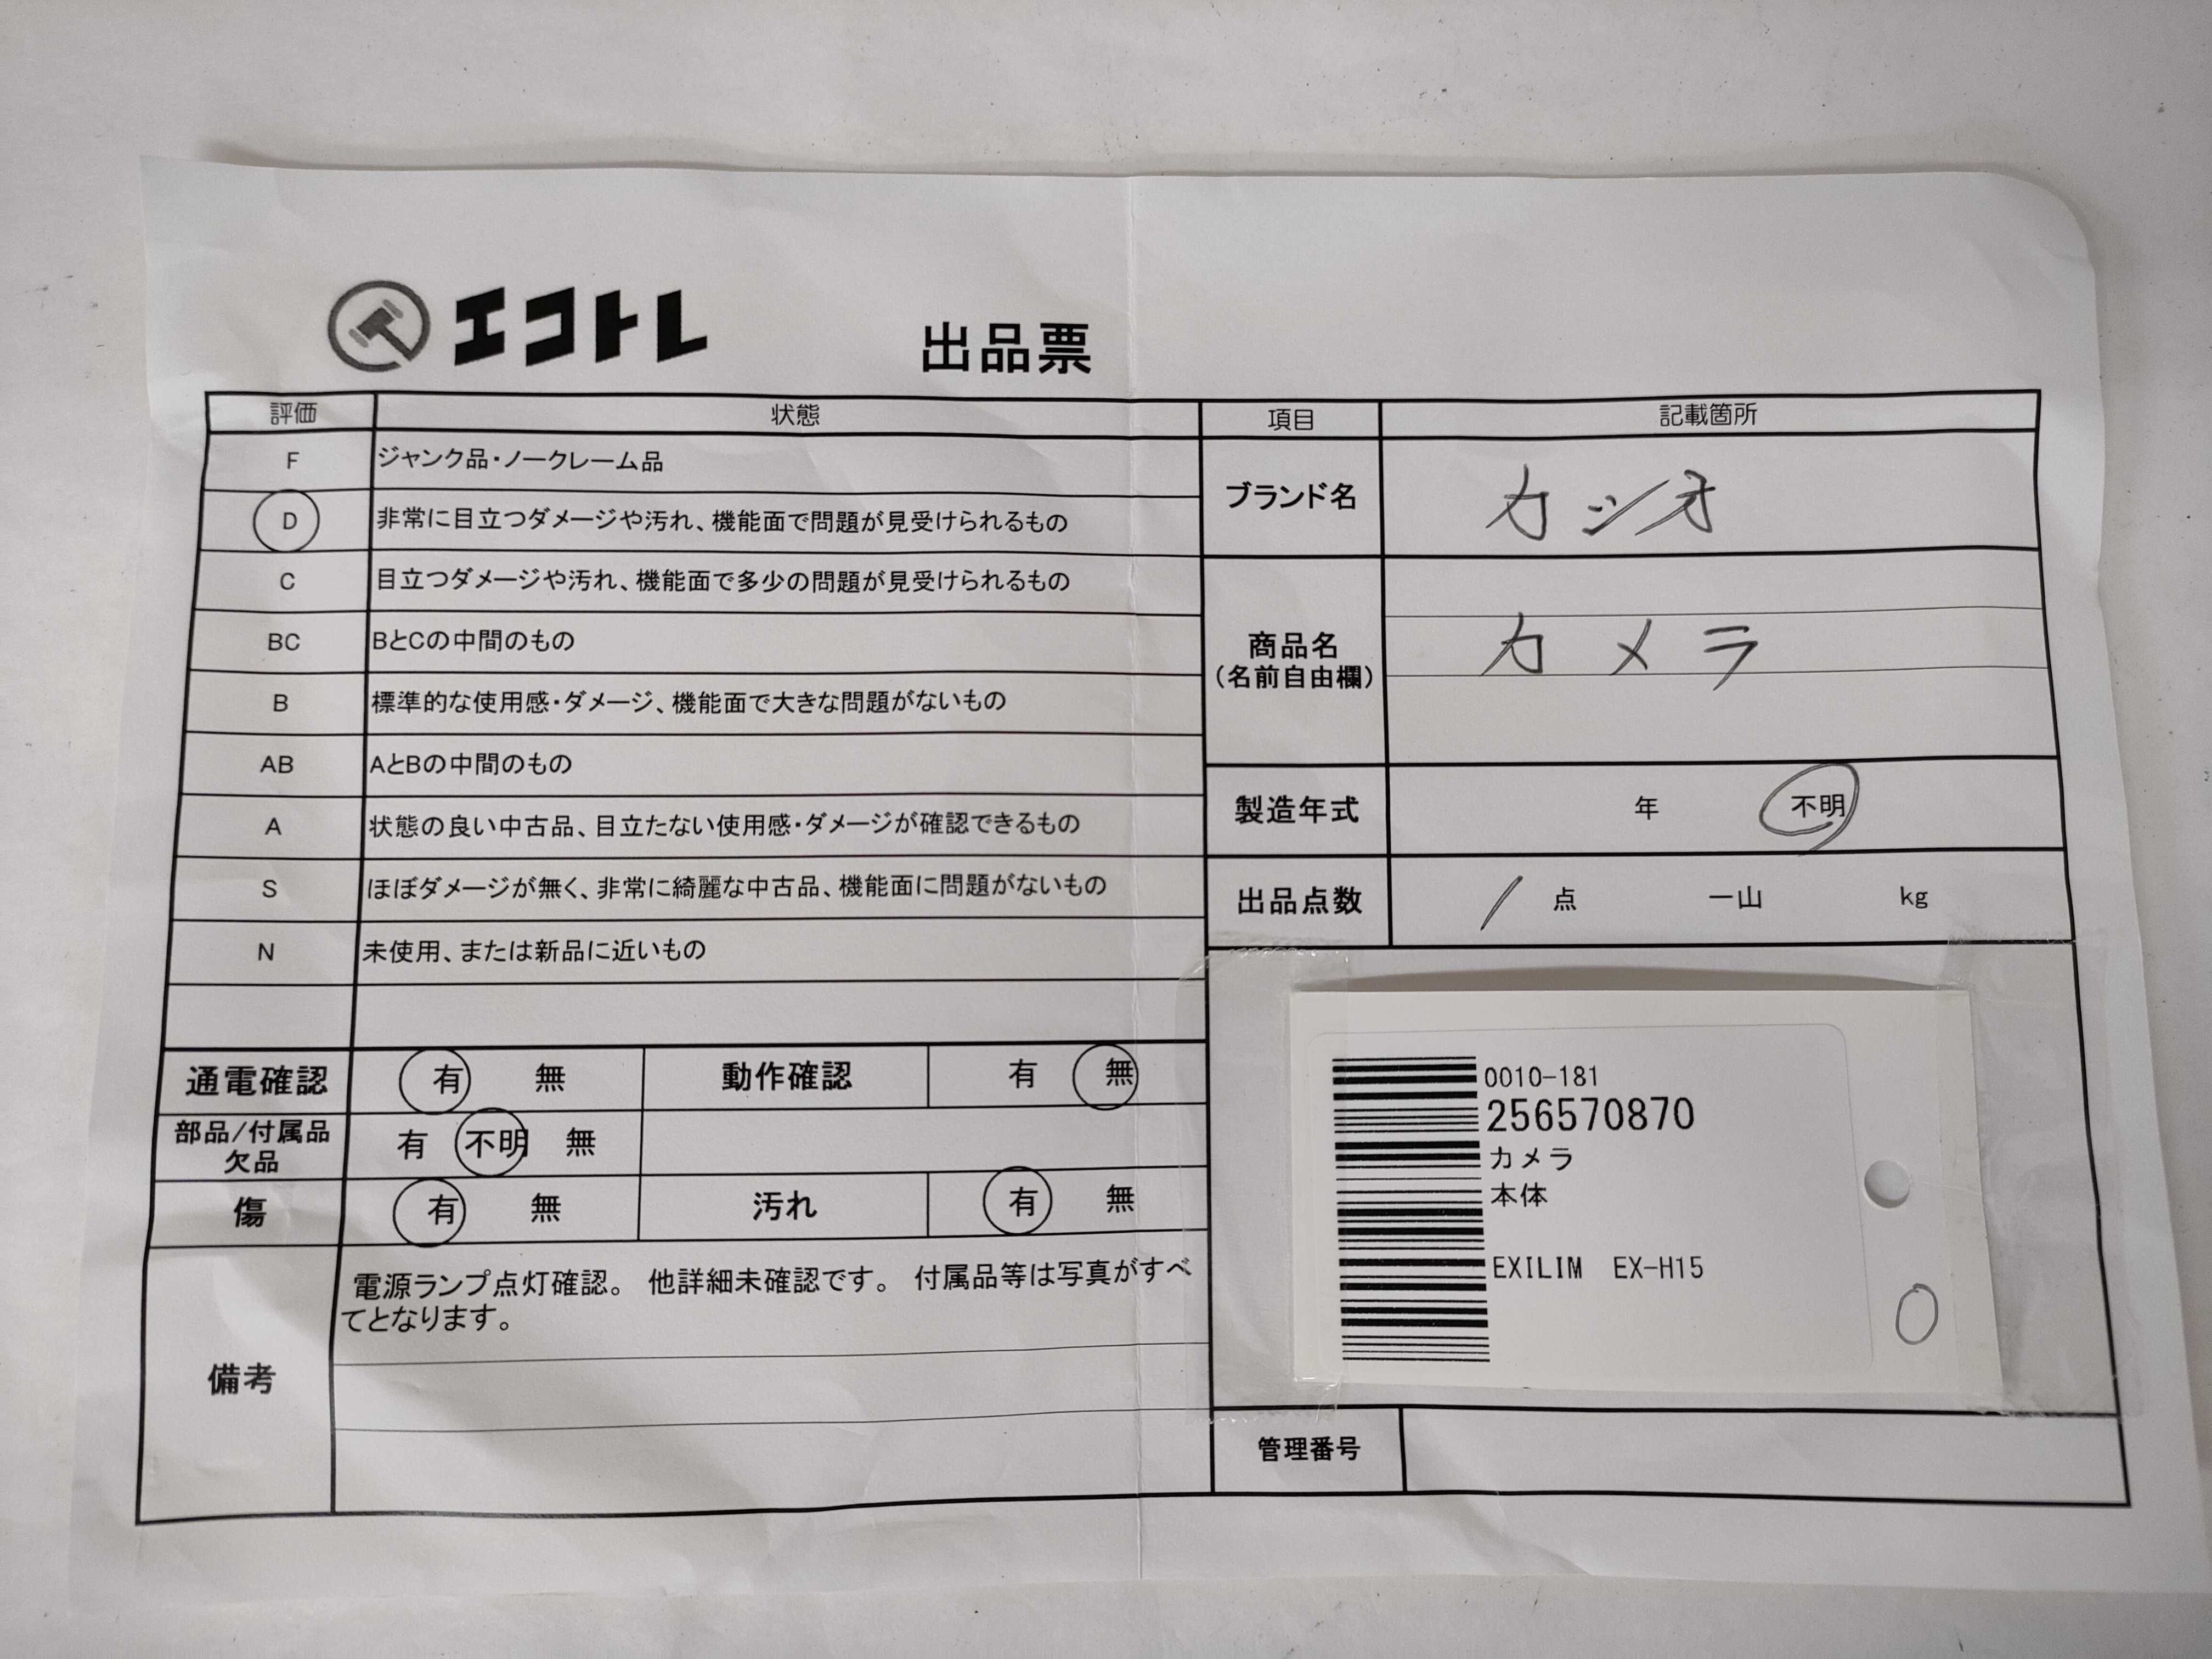 エコトレ
出品票
評価 状態
F ジャンク品・ノークレーム品
D 非常に目立つダメージや汚れ、機能面で問題が見受けられるもの
C 目立つダメージや汚れ、機能面で多少の問題が見受けられるもの
BC BとCの中間のもの
B 標準的な使用感・ダメージ、機能面で大きな問題がないもの
AB AとBの中間のもの
A 状態の良い中古品、目立たない使用感・ダメージが確認できるもの
S ほぼダメージが無く、非常に綺麗な中古品、機能面に問題がないもの
N 未使用、または新品に近いもの
通電確認 有 無 動作確認 有 無
部品/付属品
欠品 有 不明 無
傷 有 無 汚れ 有 無
備考
電源ランプ点灯確認。 他詳細未確認です。 付属品等は写真がすべ
てとなります。
項目 記載箇所
ブランド名 カシオ
商品名
(名前自由欄) カメラ
製造年式 年 不明
出品点数 1 点 一山 kg
0010-181
256570870
カメラ
本体
EXILIM EX-H15
0
管理番号